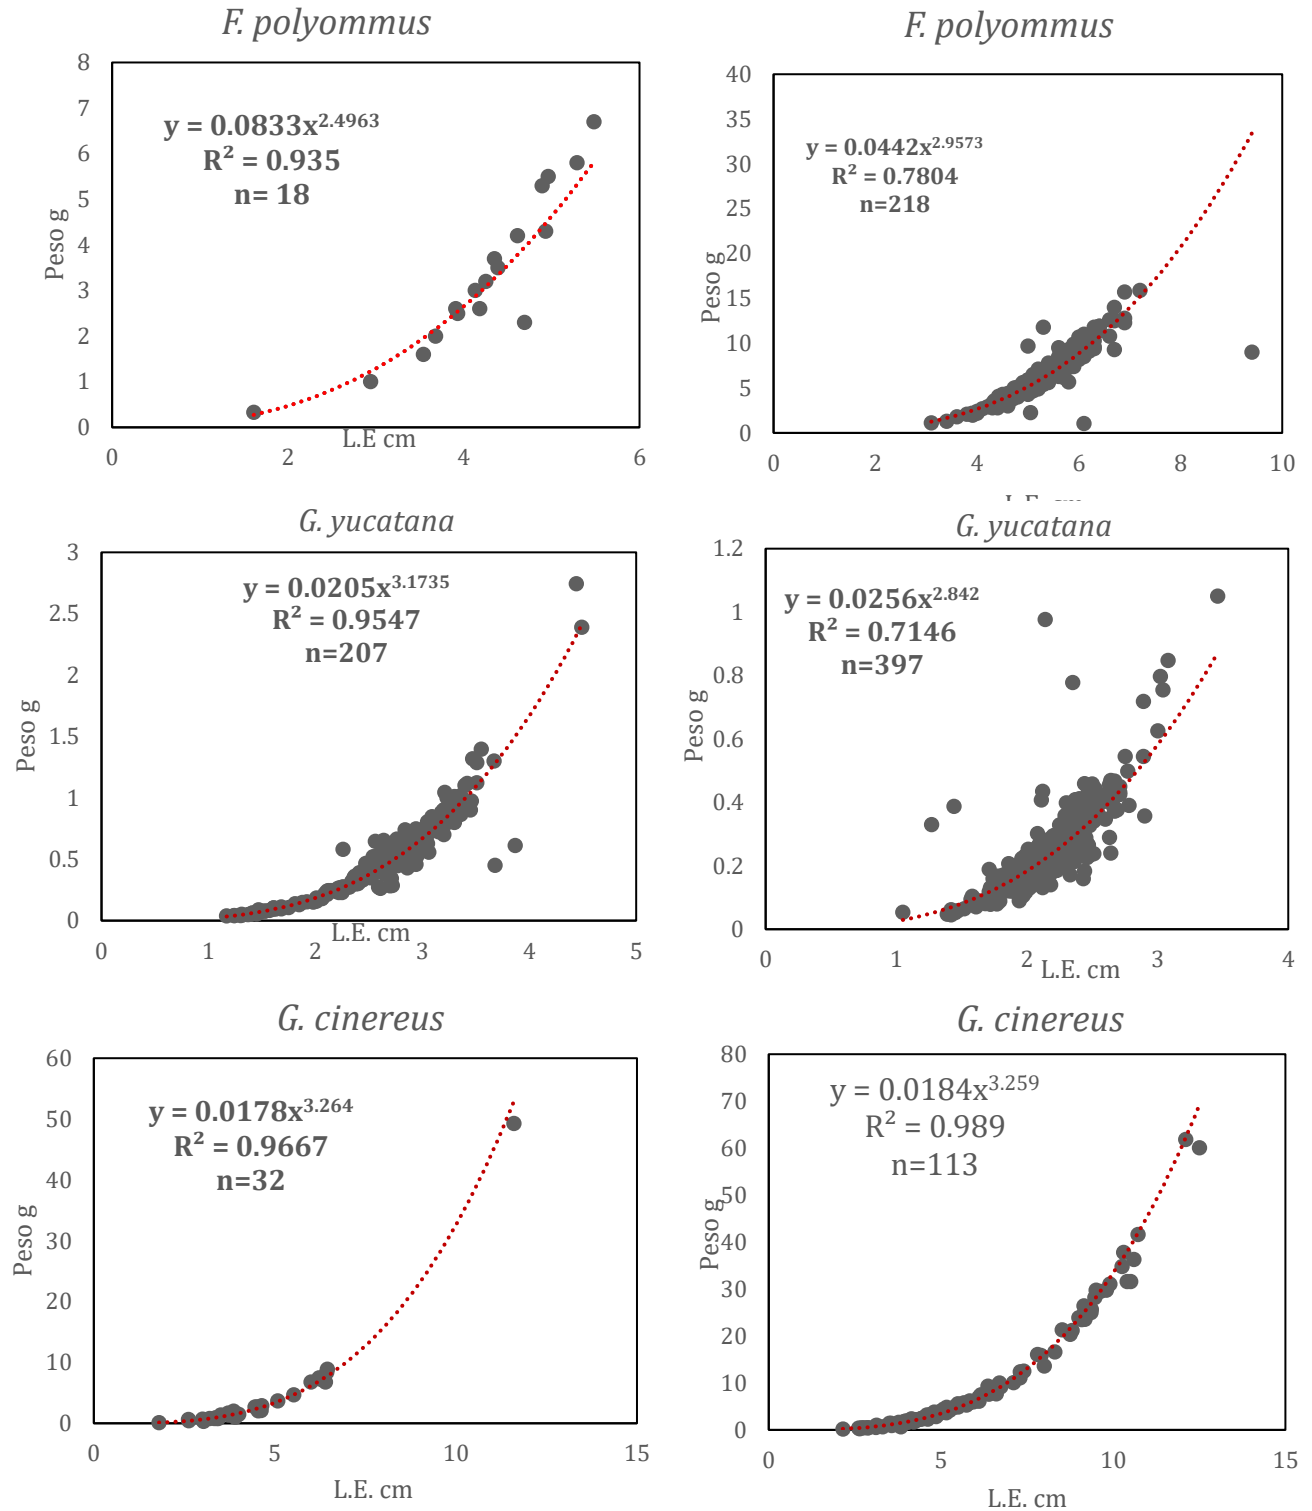 F. polyommus
8
7
6
5
4
3
2
1
0
Peso g
y = 0.0833x^2.4963
R² = 0.935
n= 18
0 2 4 6
L.E cm
F. polyommus
40
35
30
25
20
15
10
5
0
Peso g
y = 0.0442x^2.9573
R² = 0.7804
n=218
0 2 4 6 8 10
L.E. cm
G. yucatana
3
2.5
2
1.5
1
0.5
0
Peso g
y = 0.0205x^3.1735
R² = 0.9547
n=207
0 1 2 3 4 5
L.E. cm
G. yucatana
1.2
1
0.8
0.6
0.4
0.2
0
Peso g
y = 0.0256x^2.842
R² = 0.7146
n=397
0 1 2 3 4
L.E. cm
G. cinereus
60
50
40
30
20
10
0
Peso g
y = 0.0178x^3.264
R² = 0.9667
n=32
0 5 10 15
L.E. cm
G. cinereus
80
70
60
50
40
30
20
10
0
Peso g
y = 0.0184x^3.259
R² = 0.989
n=113
0 5 10 15
L.E. cm